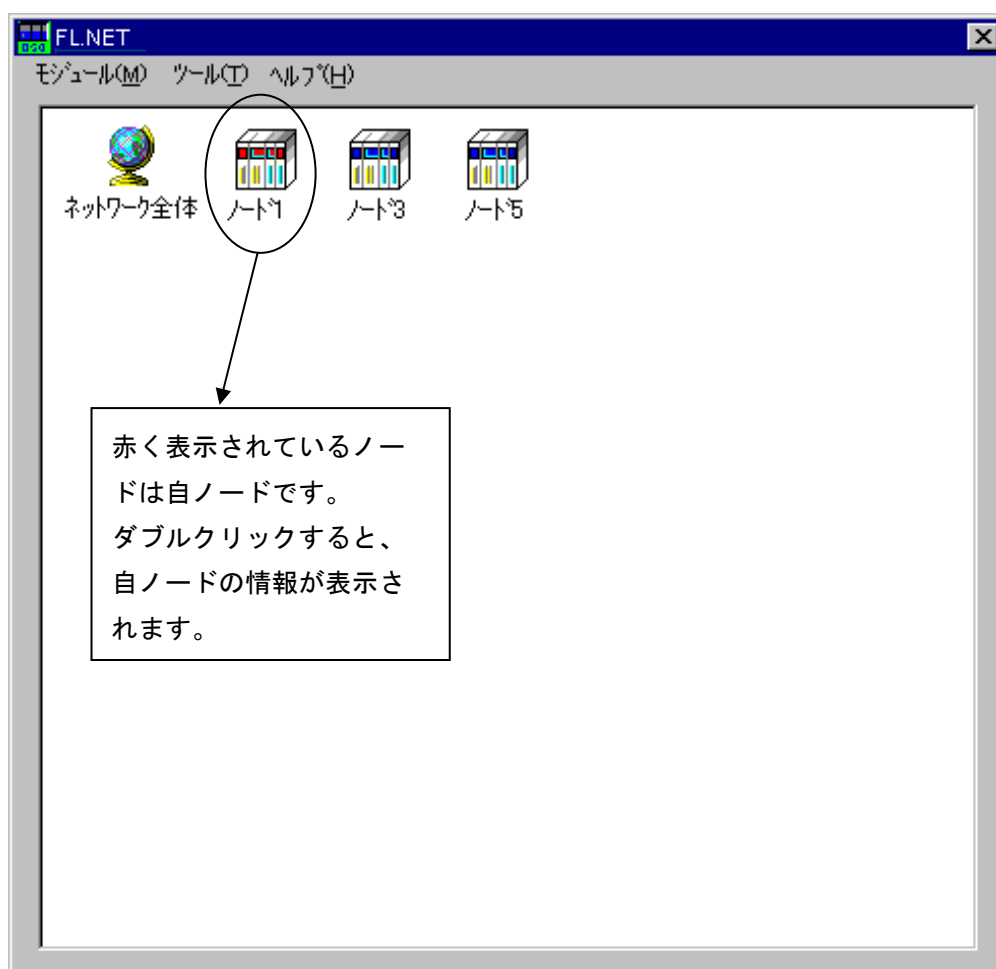 FL.NET
ﾓｼﾞｭｰﾙ(M) ﾂｰﾙ(T) ﾍﾙﾌﾟ(H)
ﾈｯﾄﾜｰｸ全体 ﾉｰﾄﾞ1 ﾉｰﾄﾞ3 ﾉｰﾄﾞ5
赤く表示されているノー
ドは自ノードです。
ダブルクリックすると、
自ノードの情報が表示さ
れます。